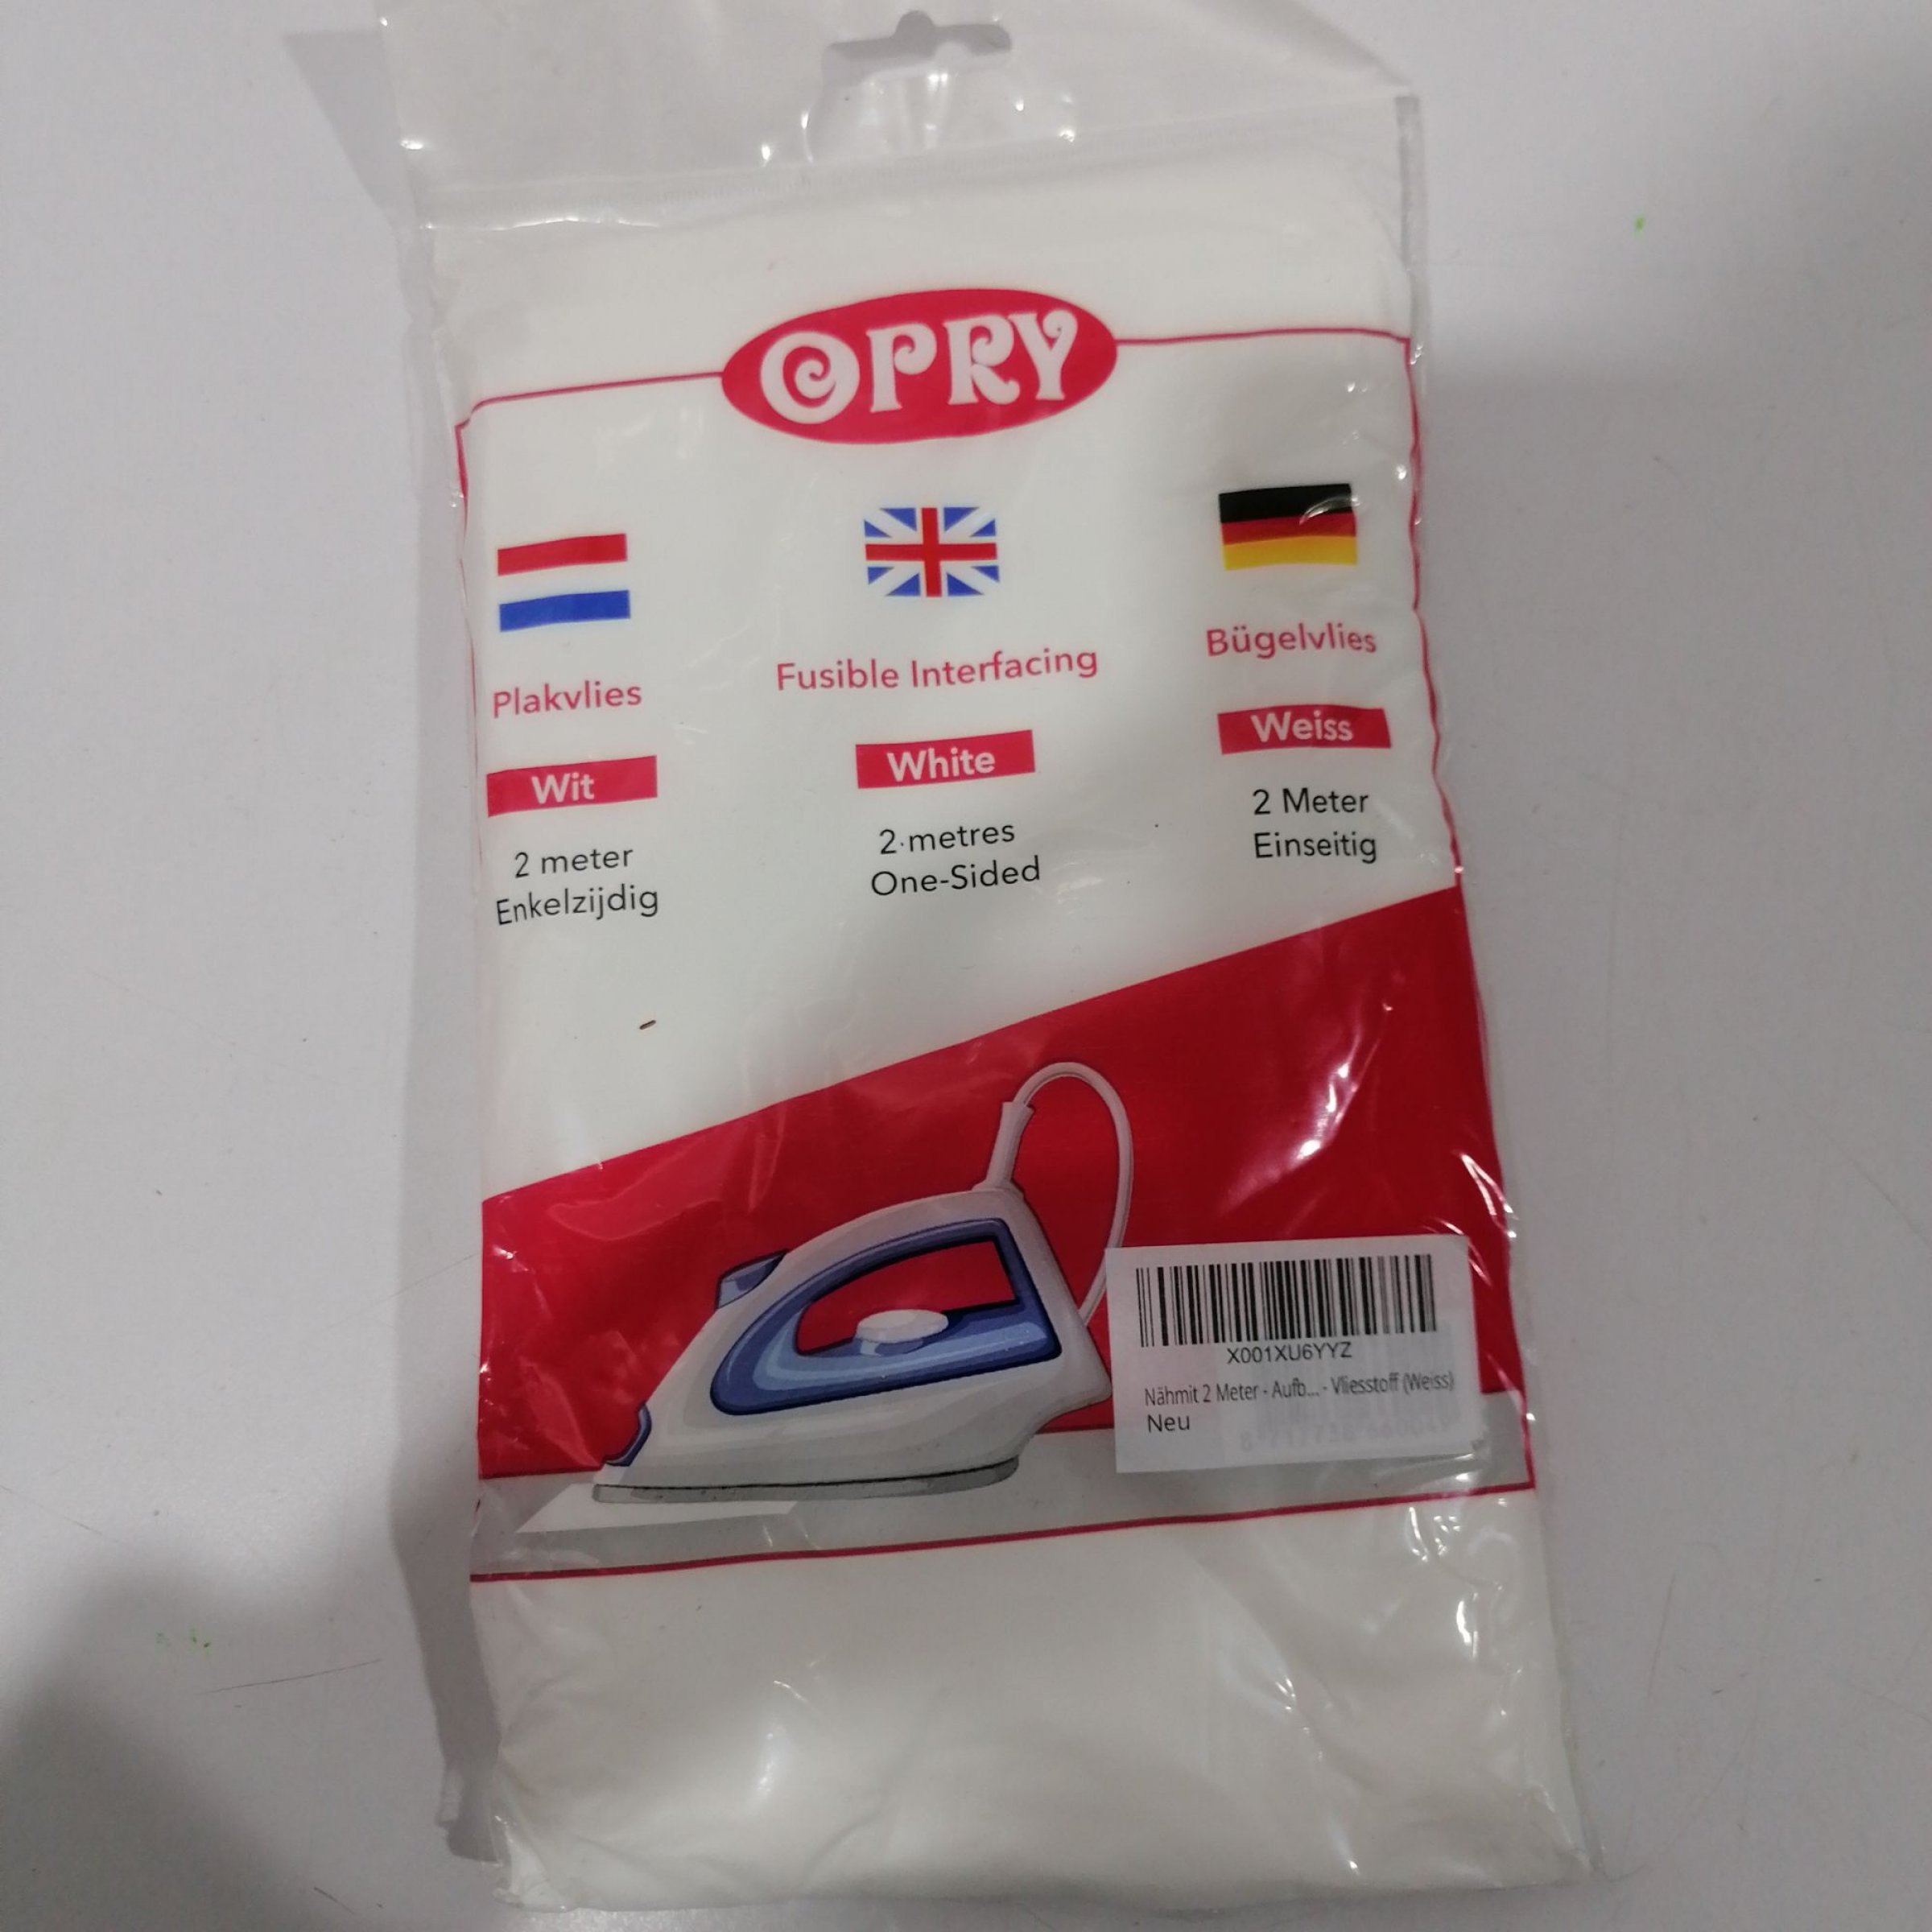 OPRY
Plakvlies
Wit
2 meter
Enkelzijdig
Fusible Interfacing
White
2 metres
One-Sided
Bügelvlies
Weiss
2 Meter
Einseitig
X001XU6YYZ
Nähmit 2 Meter - Aufb... - Vliesstoff (Weiss)
Neu